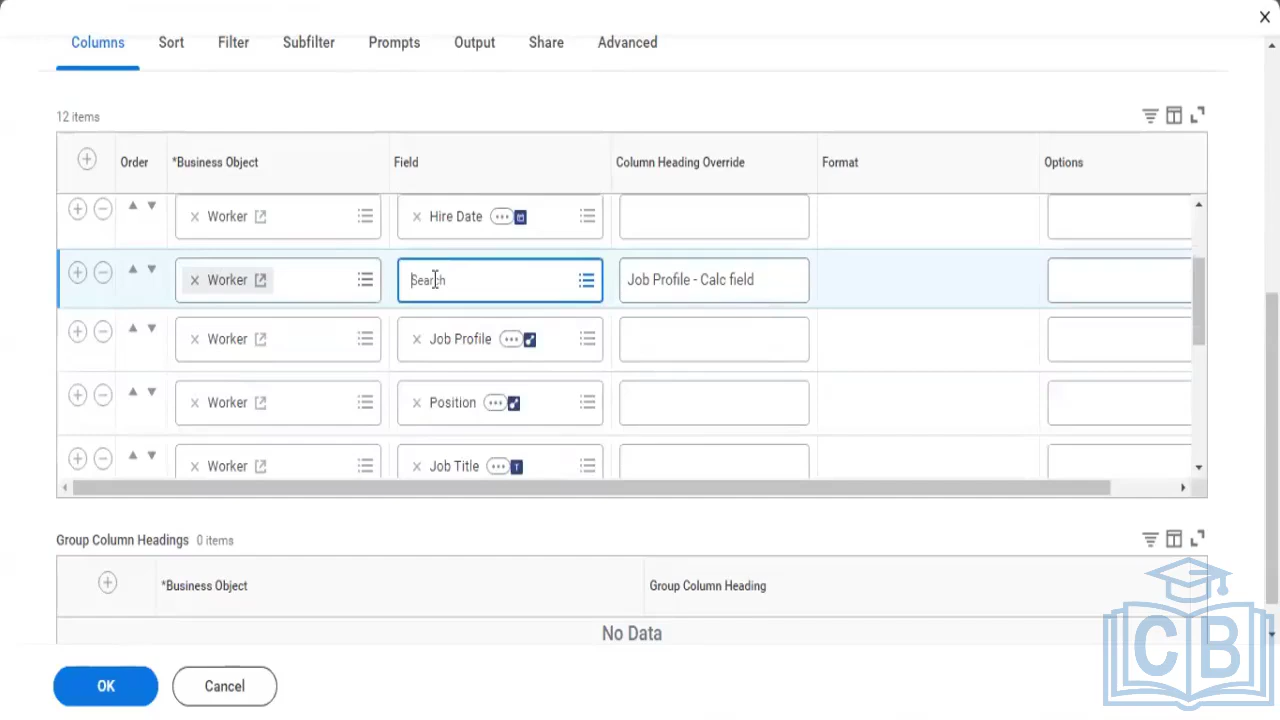 X
Columns Sort Filter Subfilter Prompts Output Share Advanced
12 items
Order *Business Object Field Column Heading Override Format Options
Worker Hire Date
Worker Search Job Profile - Calc field
Worker Job Profile
Worker Position
Worker Job Title T
Group Column Headings 0 items
*Business Object Group Column Heading
No Data
OK Cancel
CB